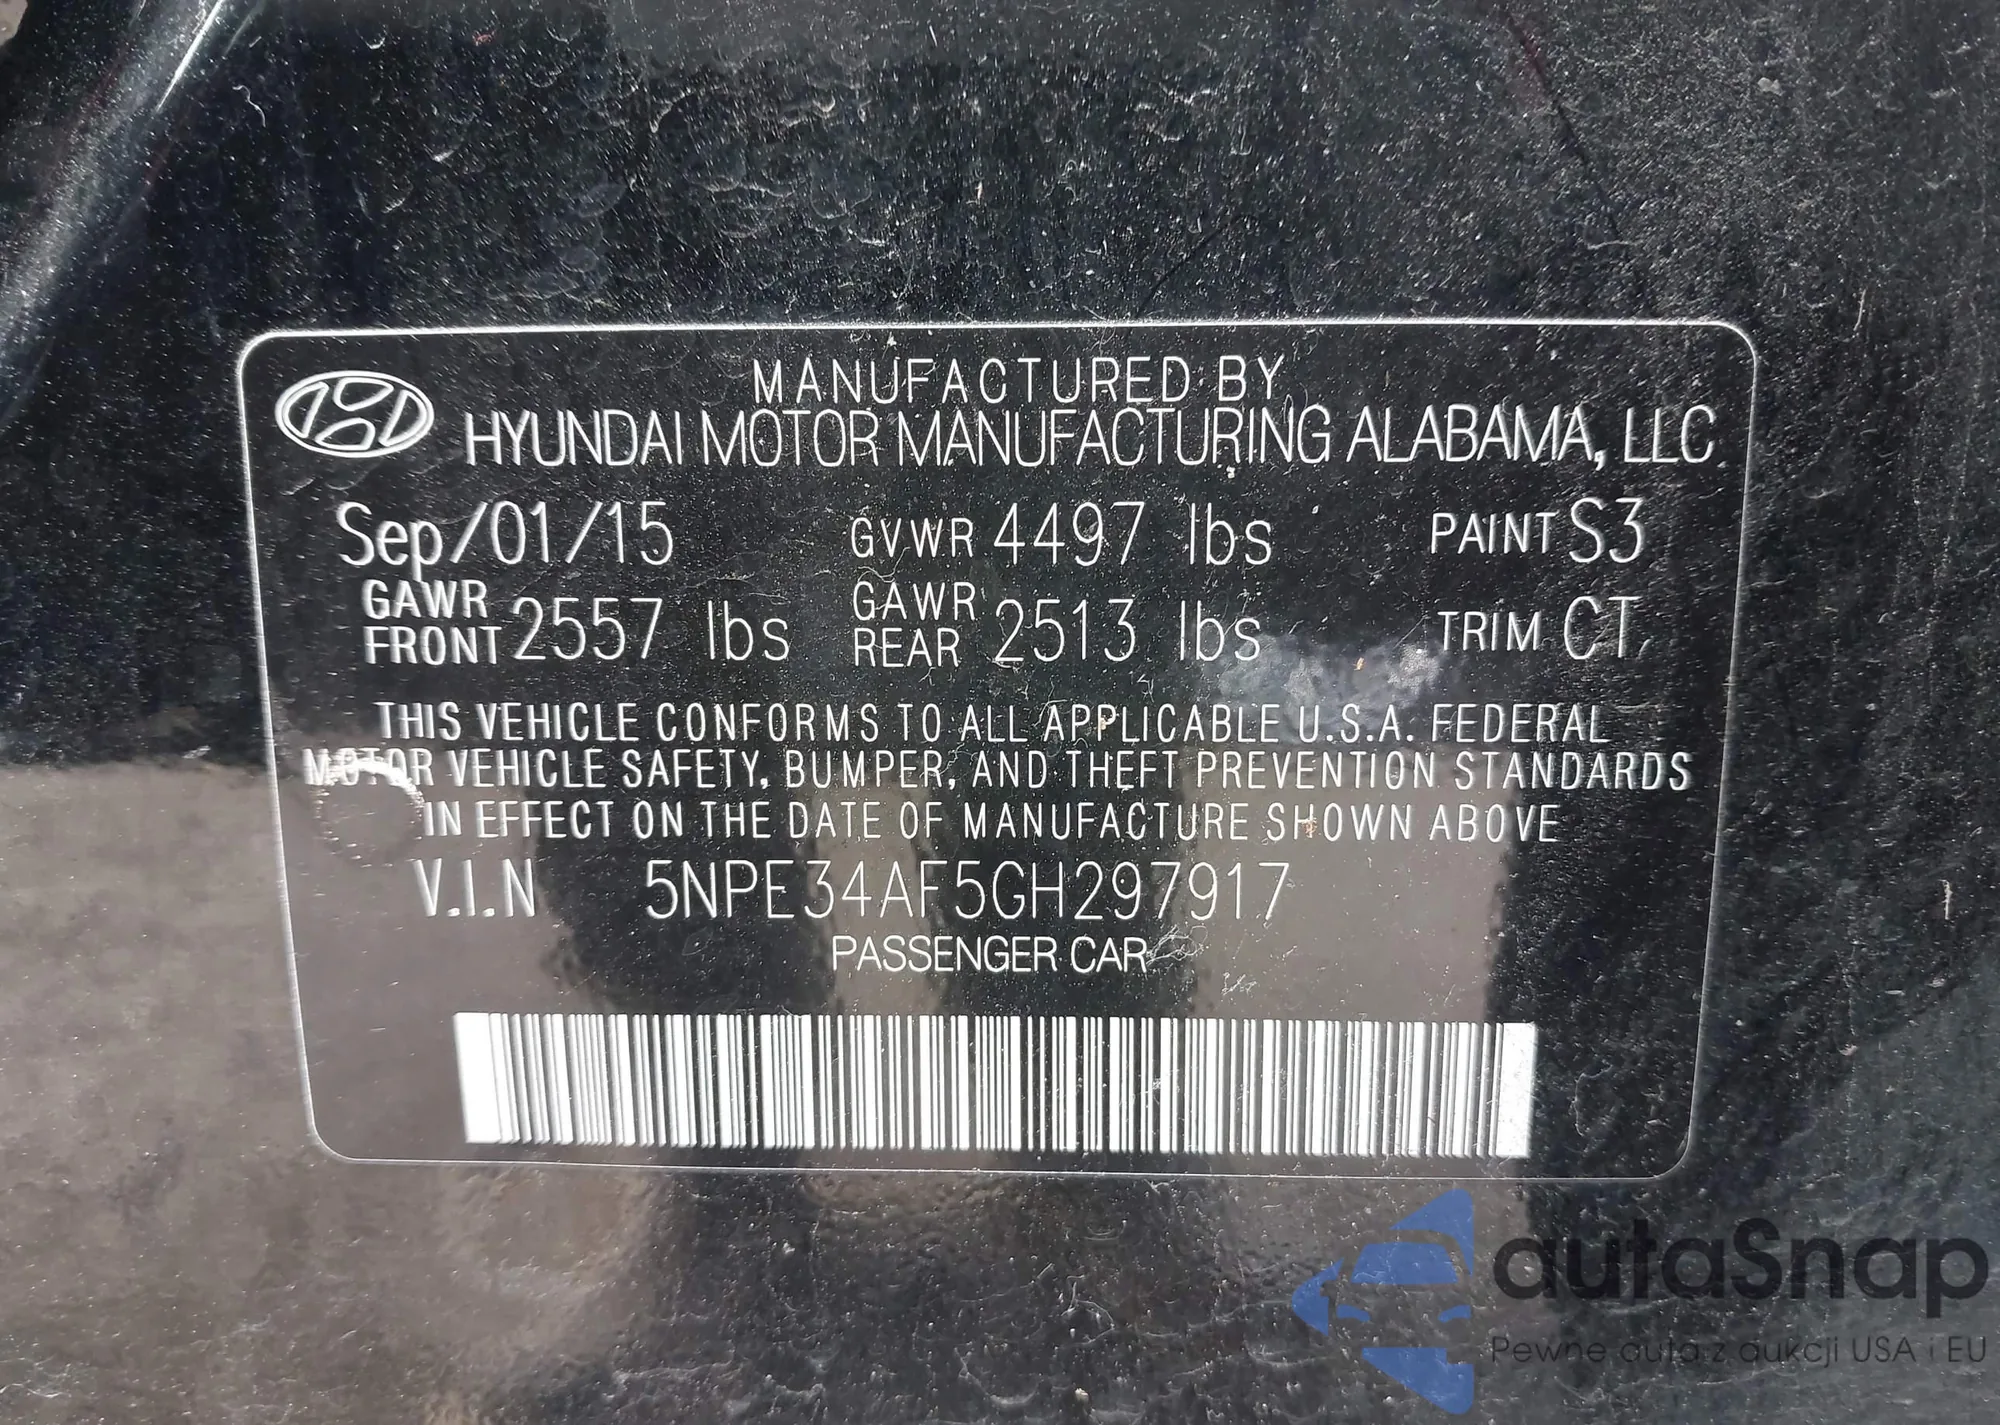 MANUFACTURED BY
HYUNDAI MOTOR MANUFACTURING ALABAMA, LLC
Sep/01/15 GVWR 4497 lbs PAINT S3
GAWR FRONT 2557 lbs GAWR REAR 2513 lbs TRIM CT
THIS VEHICLE CONFORMS TO ALL APPLICABLE U.S.A. FEDERAL
MOTOR VEHICLE SAFETY, BUMPER, AND THEFT PREVENTION STANDARDS
IN EFFECT ON THE DATE OF MANUFACTURE SHOWN ABOVE
V.I.N 5NPE34AF5GH297917
PASSENGER CAR
autaSnap
Pewne auta z aukcji USA i EU